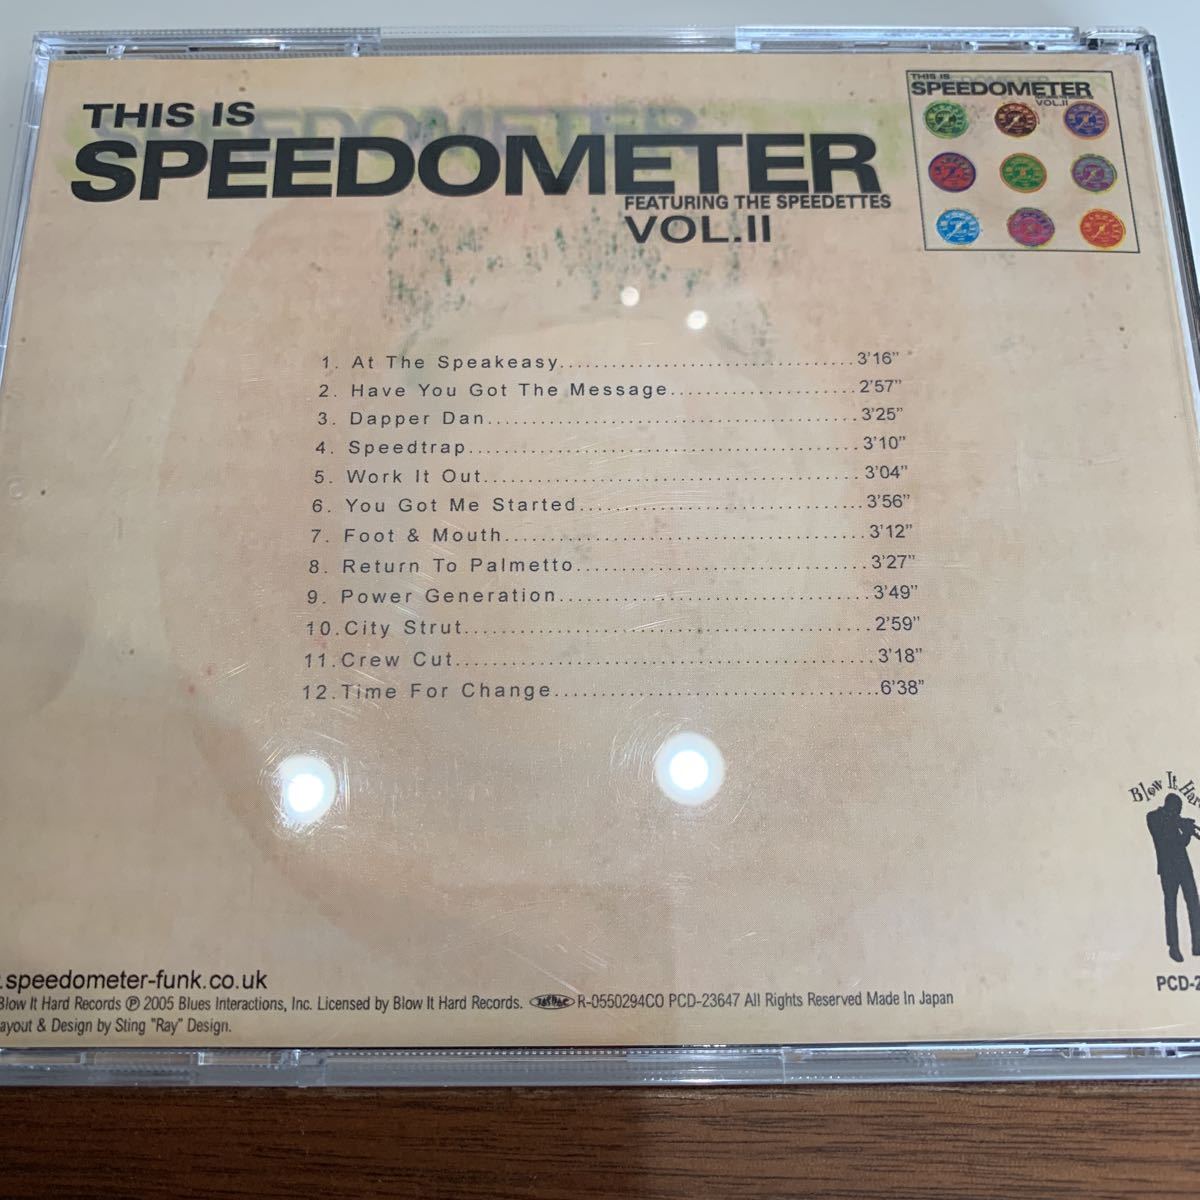 THIS IS
SPEEDOMETER
FEATURING THE SPEEDETTES
VOL.II
THIS IS
SPEEDOMETER
VOL.II
1. At The Speakeasy................................3'16"
2. Have You Got The Message....................2'57"
3. Dapper Dan........................................3'25"
4. Speedtrap..........................................3'10"
5. Work It Out........................................3'04"
6. You Got Me Started..............................3'56"
7. Foot & Mouth......................................3'12"
8. Return To Palmetto..............................3'27"
9. Power Generation.................................3'49"
10.City Strut...........................................2'59"
11.Crew Cut............................................3'18"
12.Time For Change.................................6'38"
Blow It Hard
.speedometer-funk.co.uk
Blow It Hard Records ℗ 2005 Blues Interactions, Inc. Licensed by Blow It Hard Records. R-0550294CO PCD-23647 All Rights Reserved Made In Japan
ayout & Design by Sting "Ray" Design.
PCD-2